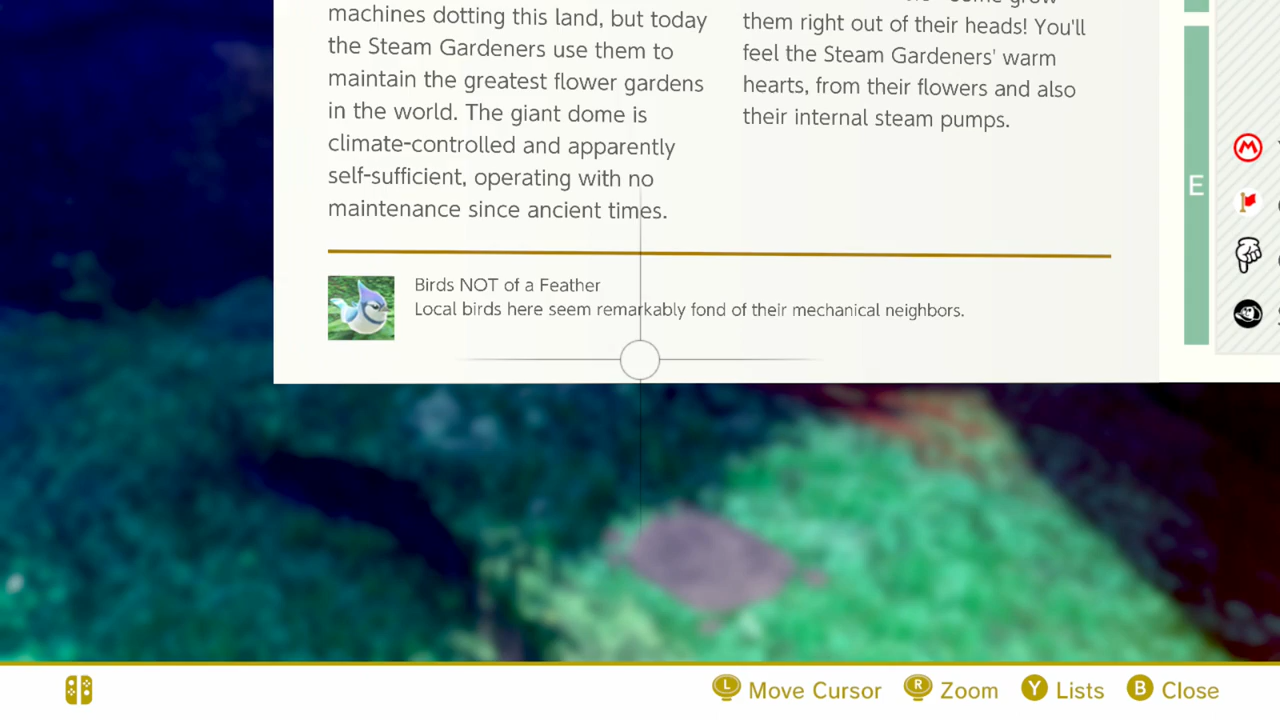 machines dotting this land, but today
the Steam Gardeners use them to
maintain the greatest flower gardens
in the world. The giant dome is
climate-controlled and apparently
self-sufficient, operating with no
maintenance since ancient times.
them right out of their heads! You'll
feel the Steam Gardeners' warm
hearts, from their flowers and also
their internal steam pumps.
Birds NOT of a Feather
Local birds here seem remarkably fond of their mechanical neighbors.
E
L Move Cursor
R Zoom
Y Lists
B Close